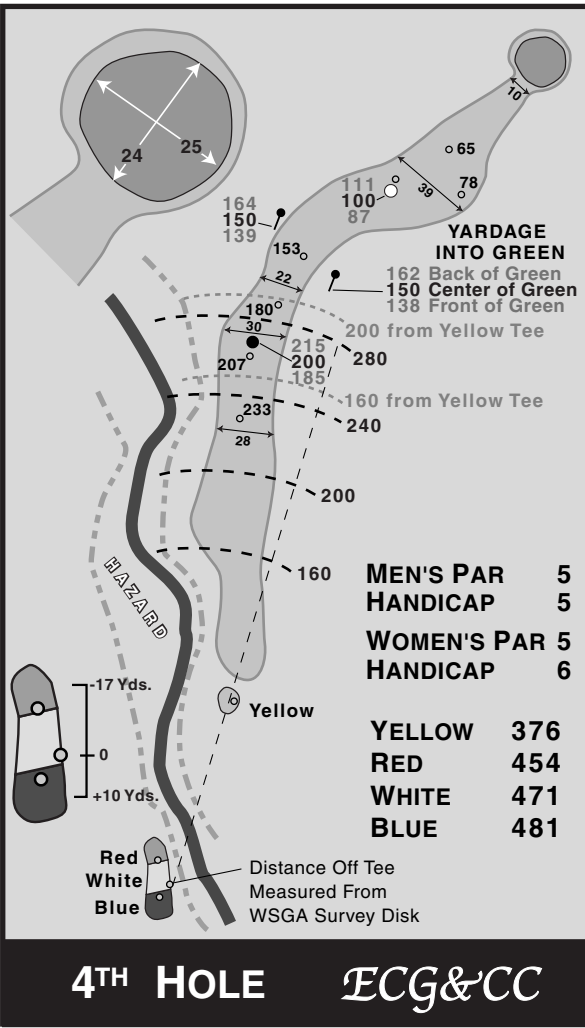 24
25
10
65
39
78
111
100
87
164
150
139
153
YARDAGE
INTO GREEN
162 Back of Green
150 Center of Green
138 Front of Green
22
180
200 from Yellow Tee
30
215
200
185
280
207
160 from Yellow Tee
233
240
28
200
160
HAZARD
MEN'S PAR 5
HANDICAP 5
WOMEN'S PAR 5
HANDICAP 6
-17 Yds.
0
+10 Yds.
Yellow
YELLOW 376
RED 454
WHITE 471
BLUE 481
Red
White
Blue
Distance Off Tee
Measured From
WSGA Survey Disk
4TH HOLE
ECG&CC